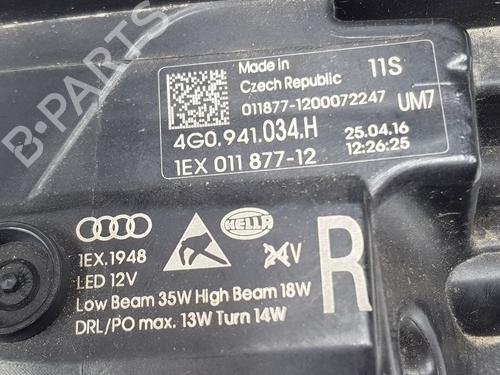 B-PARTS
Made in
Czech Republic
11S
011877-1200072247
UM7
4G0.941.034.H
25.04.16
1EX 011 877-12
12:26:25
HELLA
1EX.1948
24V
R
LED 12V
Low Beam 35W High Beam 18W
DRL/PO max. 13W Turn 14W